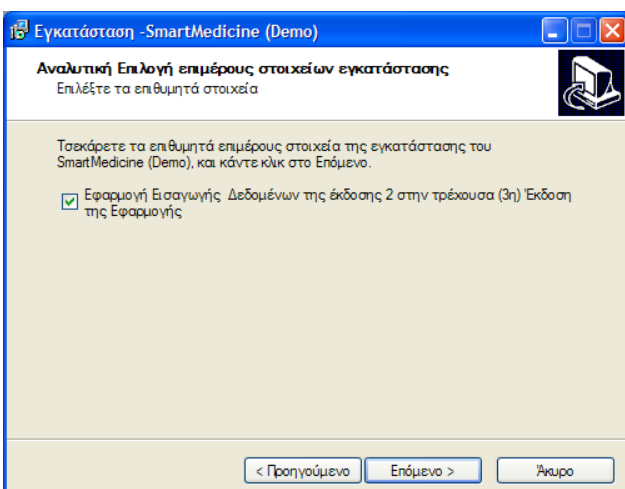 Εγκατάσταση -SmartMedicine (Demo)
Αναλυτική Επιλογή επιμέρους στοιχείων εγκατάστασης
Επιλέξτε τα επιθυμητά στοιχεία
Τσεκάρετε τα επιθυμητά επιμέρους στοιχεία της εγκατάστασης του
SmartMedicine (Demo), και κάντε κλικ στο Επόμενο.
Εφαρμογή Εισαγωγής Δεδομένων της έκδοσης 2 στην τρέχουσα (3η) Έκδοση
της Εφαρμογής
< Προηγούμενο Επόμενο > Άκυρο